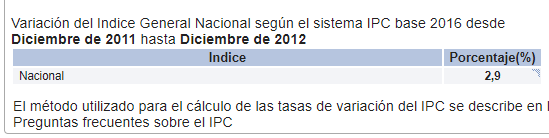 Variación del Indice General Nacional según el sistema IPC base 2016 desde
Diciembre de 2011 hasta Diciembre de 2012
Indice Porcentaje(%)
Nacional 2,9
El método utilizado para el cálculo de las tasas de variación del IPC se describe en
Preguntas frecuentes sobre el IPC